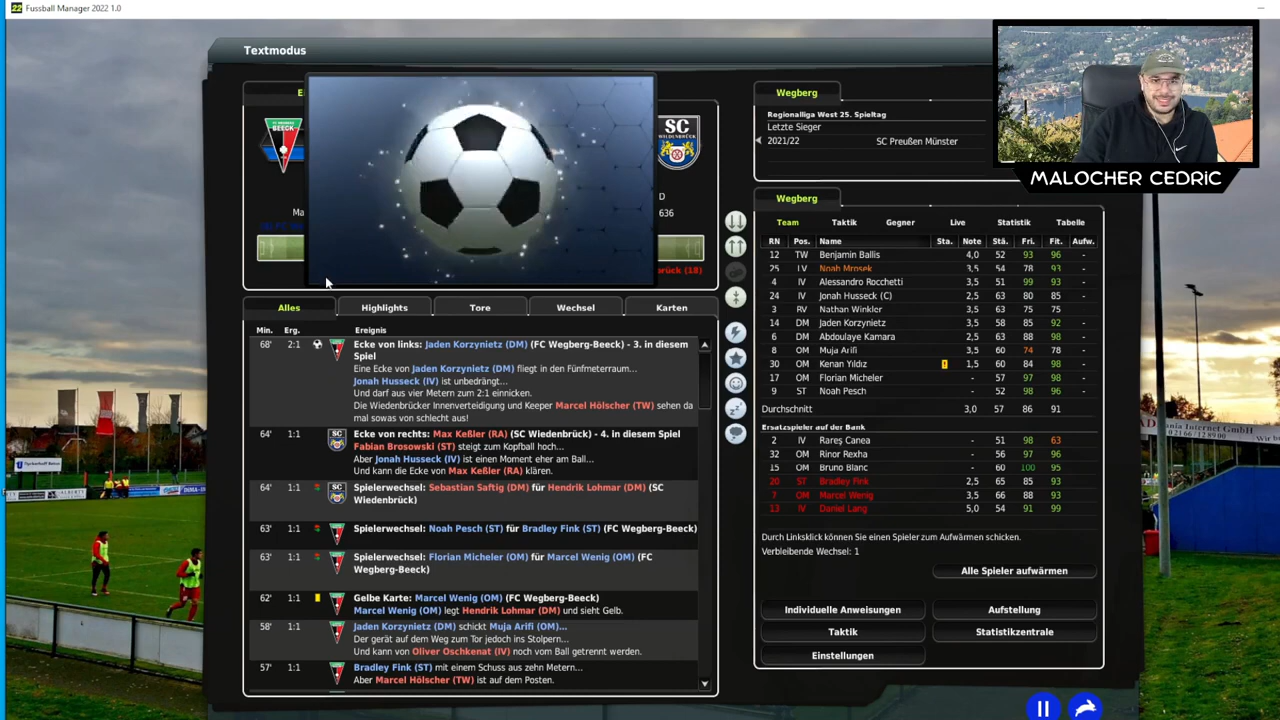 Fussball Manager 2022 1.0
Textmodus
BEECK
SC
WIEDENBRÜCK
Ma
D
636
rück (18)
Wegberg
Regionalliga West 25. Spieltag
Letzte Sieger
2021/22 SC Preußen Münster
MALOCHER CEDRIC
Wegberg
Team Taktik Gegner Live Statistik Tabelle
RN Pos. Name Sta. Note Stä. Fri. Fit. Aufw.
12 TW Benjamin Ballis 4,0 52 93 96 -
25 LV Noah Mrosek 3,5 54 78 93 -
4 IV Alessandro Rocchetti 3,5 51 99 93 -
24 IV Jonah Husseck (C) 2,5 63 80 85 -
3 RV Nathan Winkler 3,5 63 75 75 -
14 DM Jaden Korzynietz 3,5 58 85 92 -
6 DM Abdoulaye Kamara 2,5 63 88 98 -
8 OM Muja Arifi 3,5 60 74 78 -
30 OM Kenan Yıldız 1,5 60 84 98 -
17 OM Florian Micheler - 57 97 98 -
9 ST Noah Pesch - 52 98 96 -
Durchschnitt 3,0 57 86 91
Ersatzspieler auf der Bank
2 IV Rareş Canea - 51 98 63 -
32 OM Rinor Rexha - 56 97 96 -
15 OM Bruno Blanc - 60 100 95 -
20 ST Bradley Fink 2,5 65 85 93 -
7 OM Marcel Wenig 3,5 66 88 93 -
13 IV Daniel Lang 5,0 54 91 99 -
Durch Linksklick können Sie einen Spieler zum Aufwärmen schicken.
Verbleibende Wechsel: 1
Alle Spieler aufwärmen
Individuelle Anweisungen Aufstellung
Taktik Statistikzentrale
Einstellungen
Alles Highlights Tore Wechsel Karten
Min. Erg. Ereignis
68' 2:1 Ecke von links: Jaden Korzynietz (DM) (FC Wegberg-Beeck) - 3. in diesem
Spiel
Eine Ecke von Jaden Korzynietz (DM) fliegt in den Fünfmeterraum...
Jonah Husseck (IV) ist unbedrängt...
Und darf aus vier Metern zum 2:1 einnicken.
Die Wiedenbrücker Innenverteidigung und Keeper Marcel Hölscher (TW) sehen da
mal sowas von schlecht aus!
64' 1:1 Ecke von rechts: Max Keßler (RA) (SC Wiedenbrück) - 4. in diesem Spiel
Fabian Brosowski (ST) steigt zum Kopfball hoch...
Aber Jonah Husseck (IV) ist einen Moment eher am Ball...
Und kann die Ecke von Max Keßler (RA) klären.
64' 1:1 Spielerwechsel: Sebastian Saftig (DM) für Hendrik Lohmar (DM) (SC
Wiedenbrück)
63' 1:1 Spielerwechsel: Noah Pesch (ST) für Bradley Fink (ST) (FC Wegberg-Beeck)
63' 1:1 Spielerwechsel: Florian Micheler (OM) für Marcel Wenig (OM) (FC
Wegberg-Beeck)
62' 1:1 Gelbe Karte: Marcel Wenig (OM) (FC Wegberg-Beeck)
Marcel Wenig (OM) legt Hendrik Lohmar (DM) und sieht Gelb.
58' 1:1 Jaden Korzynietz (DM) schickt Muja Arifi (OM)...
Der gerät auf dem Weg zum Tor jedoch ins Stolpern...
Und kann von Oliver Oschkenat (IV) noch vom Ball getrennt werden.
57' 1:1 Bradley Fink (ST) mit einem Schuss aus zehn Metern...
Aber Marcel Hölscher (TW) ist auf dem Posten.